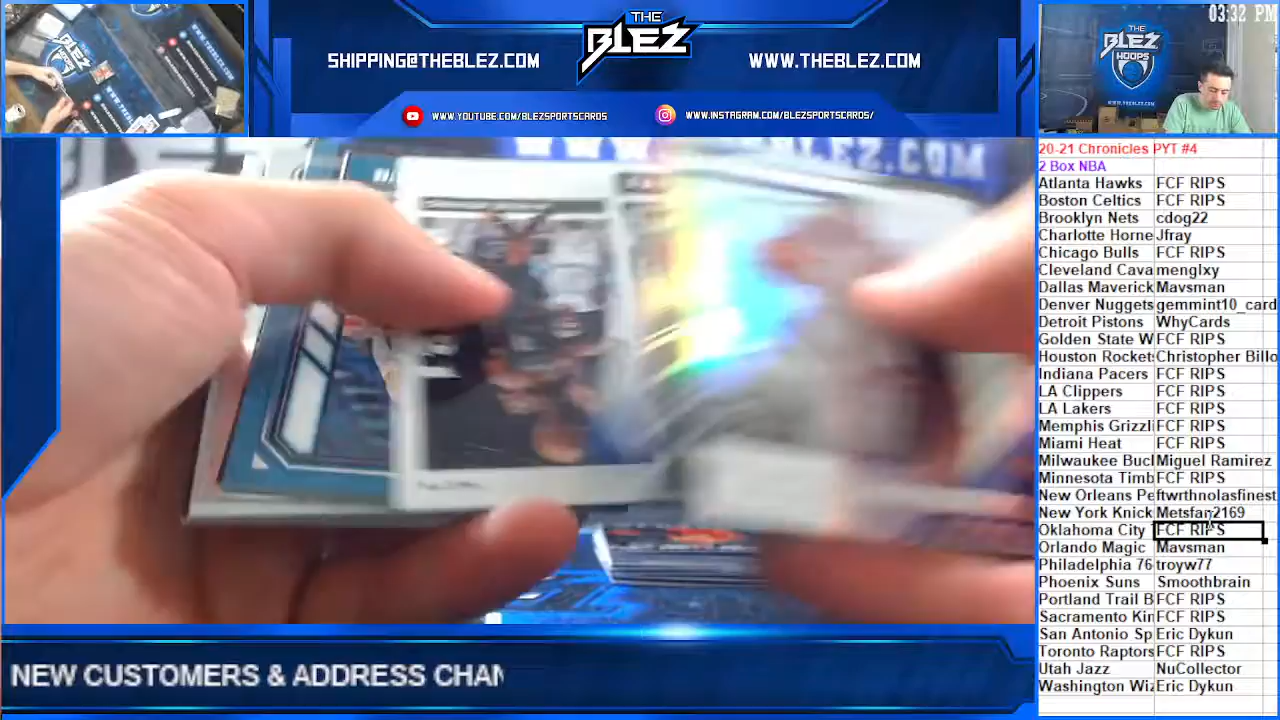 03:32 PM
THE
BLEZ
SHIPPING@THEBLEZ.COM
WWW.THEBLEZ.COM
WWW.YOUTUBE.COM/BLEZSPORTSCARDS
WWW.INSTAGRAM.COM/BLEZSPORTSCARDS/
THE
BLEZ
HOOPS
20-21 Chronicles PYT #4
2 Box NBA
Atlanta Hawks FCF RIPS
Boston Celtics FCF RIPS
Brooklyn Nets cdog22
Charlotte Horne Jfray
Chicago Bulls FCF RIPS
Cleveland Cava menglxy
Dallas Maverick Mavsman
Denver Nuggets gemmint10_card
Detroit Pistons WhyCards
Golden State W FCF RIPS
Houston Rocket Christopher Billo
Indiana Pacers FCF RIPS
LA Clippers FCF RIPS
LA Lakers FCF RIPS
Memphis Grizzl FCF RIPS
Miami Heat FCF RIPS
Milwaukee Buc Miguel Ramirez
Minnesota Timb FCF RIPS
New Orleans Pe ftwrthnolasfinest
New York Knick Metsfan2169
Oklahoma City FCF RIPS
Orlando Magic Mavsman
Philadelphia 76 troyw77
Phoenix Suns Smoothbrain
Portland Trail B FCF RIPS
Sacramento Kin FCF RIPS
San Antonio Sp Eric Dykun
Toronto Raptors FCF RIPS
Utah Jazz NuCollector
Washington Wiz Eric Dykun
EZ.COM
NEW CUSTOMERS & ADDRESS CHAN